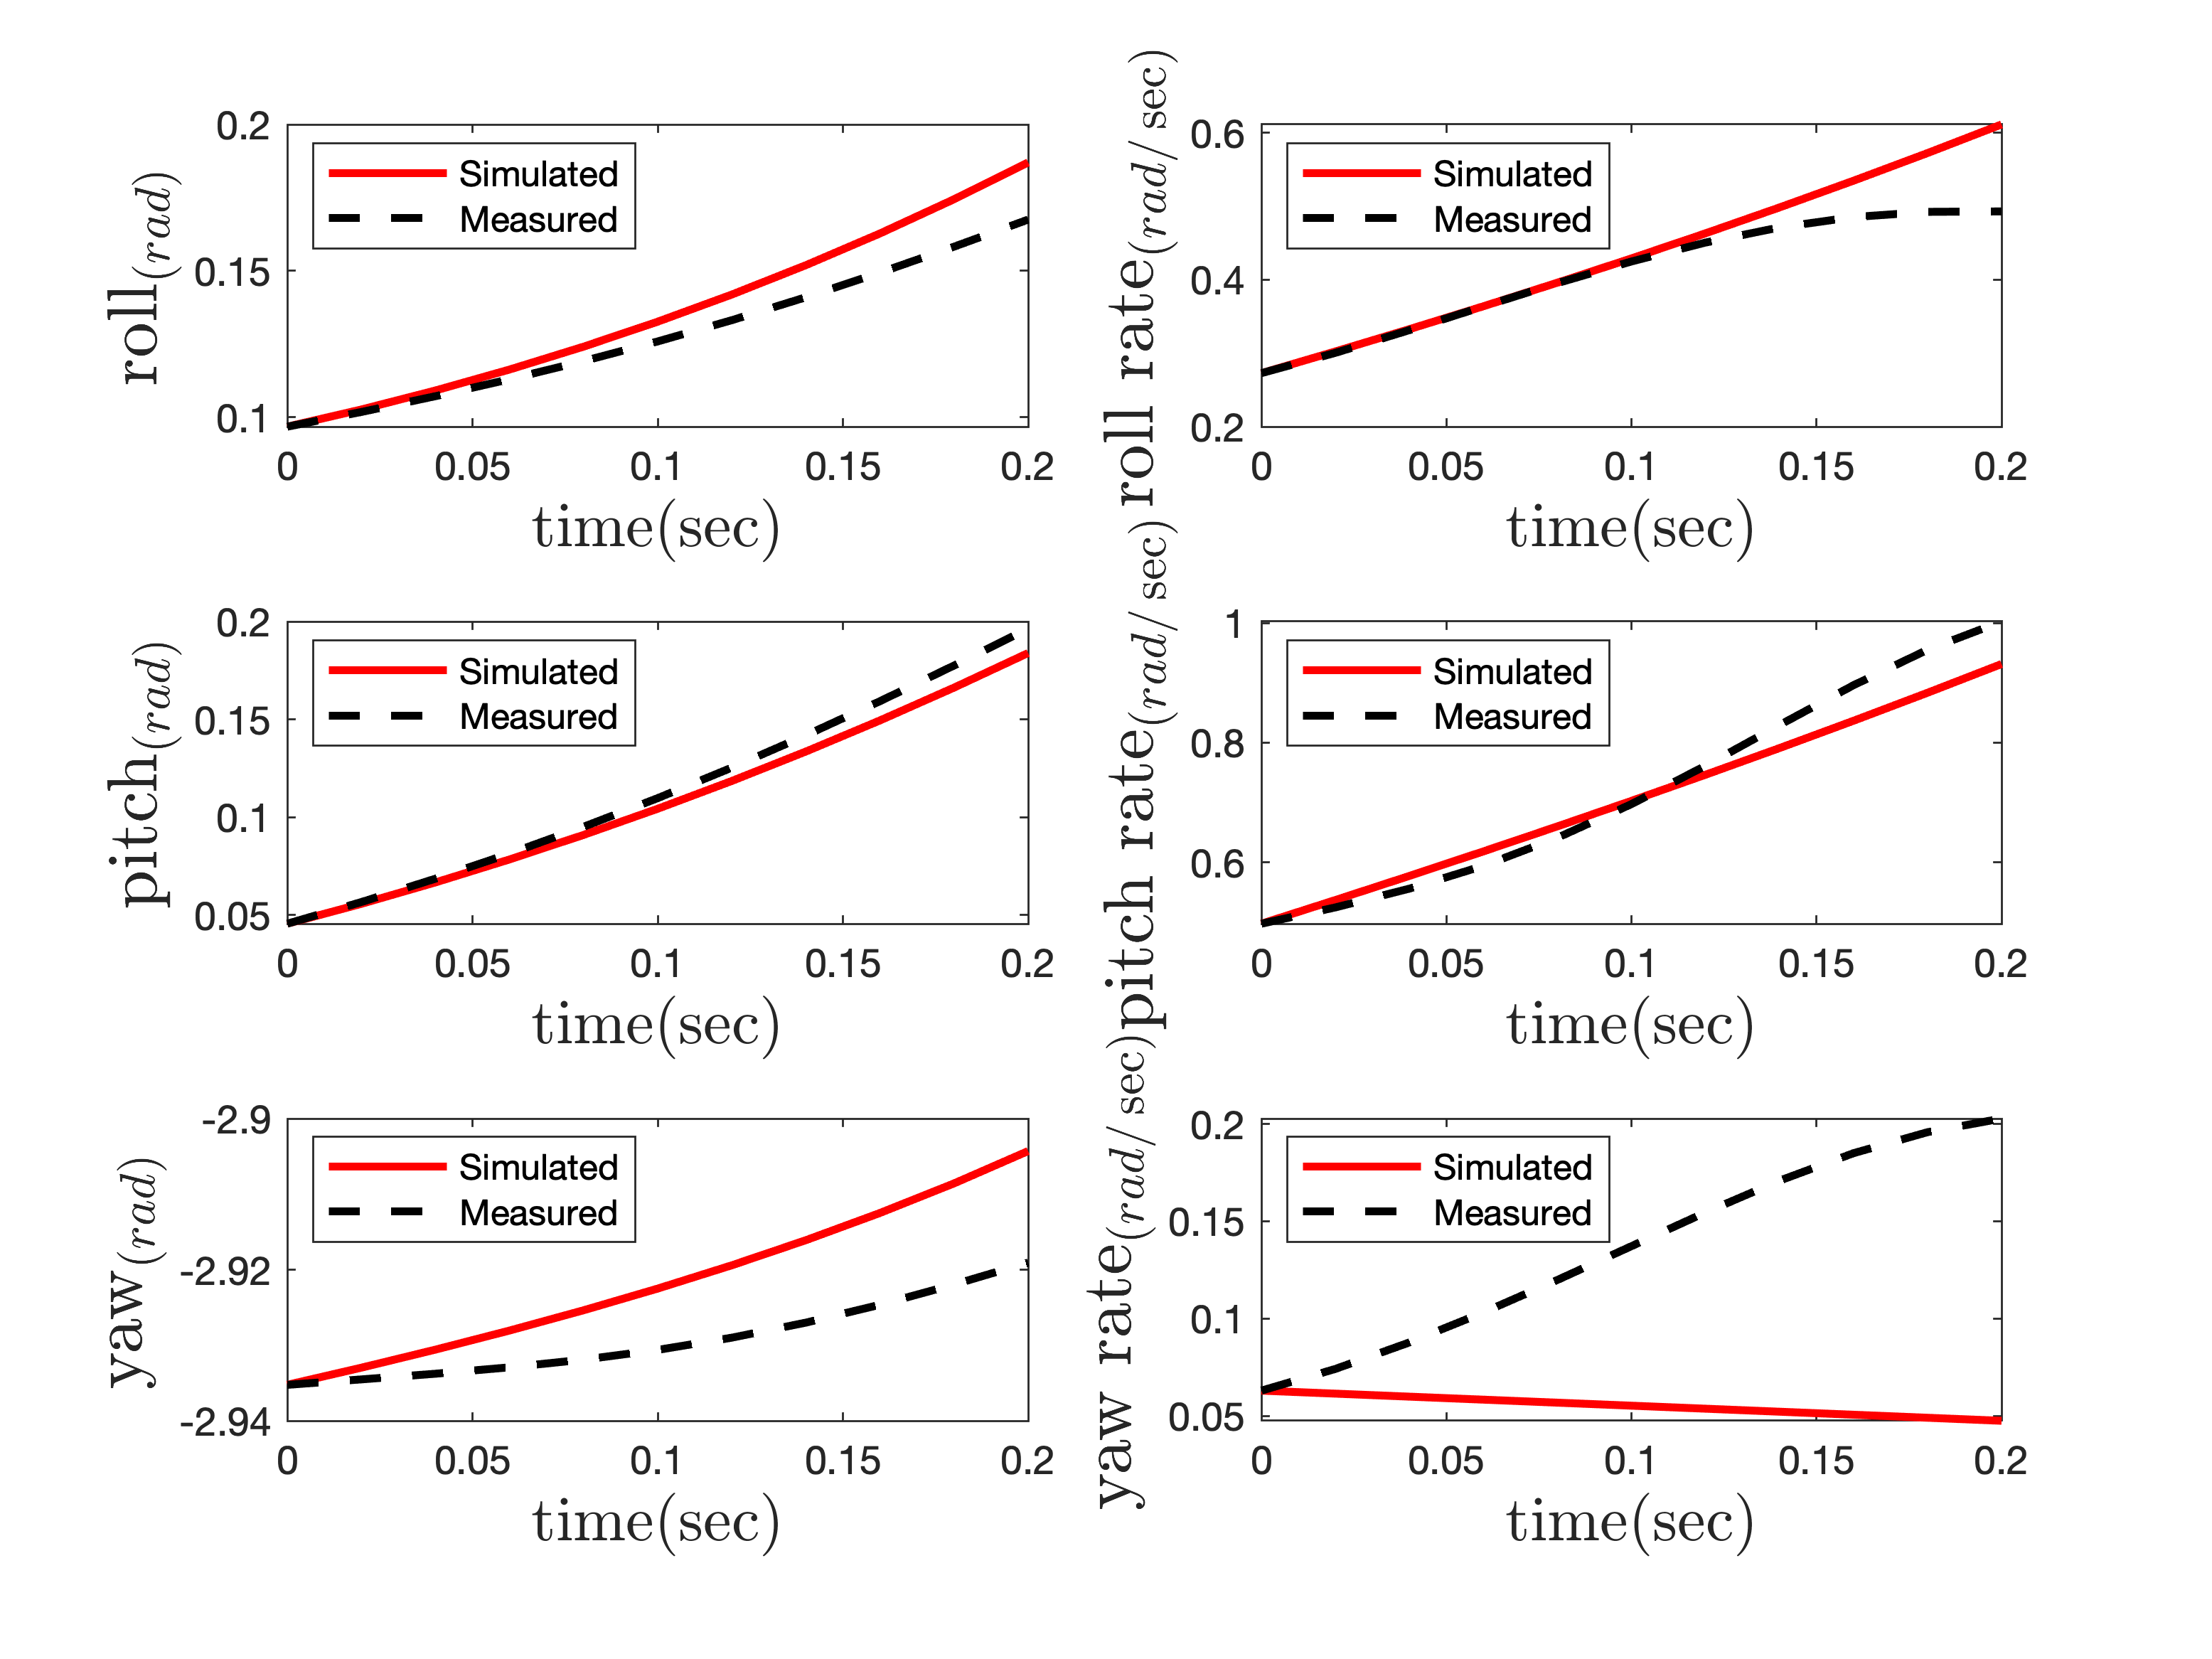 roll(rad)
0.2
0.15
0.1
Simulated
Measured
0 0.05 0.1 0.15 0.2
time(sec)
roll rate(rad/sec)
0.6
0.4
0.2
Simulated
Measured
0 0.05 0.1 0.15 0.2
time(sec)
pitch(rad)
0.2
0.15
0.1
0.05
Simulated
Measured
0 0.05 0.1 0.15 0.2
time(sec)
pitch rate(rad/sec)
1
0.8
0.6
Simulated
Measured
0 0.05 0.1 0.15 0.2
time(sec)
yaw(rad)
-2.9
-2.92
-2.94
Simulated
Measured
0 0.05 0.1 0.15 0.2
time(sec)
yaw rate(rad/sec)
0.2
0.15
0.1
0.05
Simulated
Measured
0 0.05 0.1 0.15 0.2
time(sec)